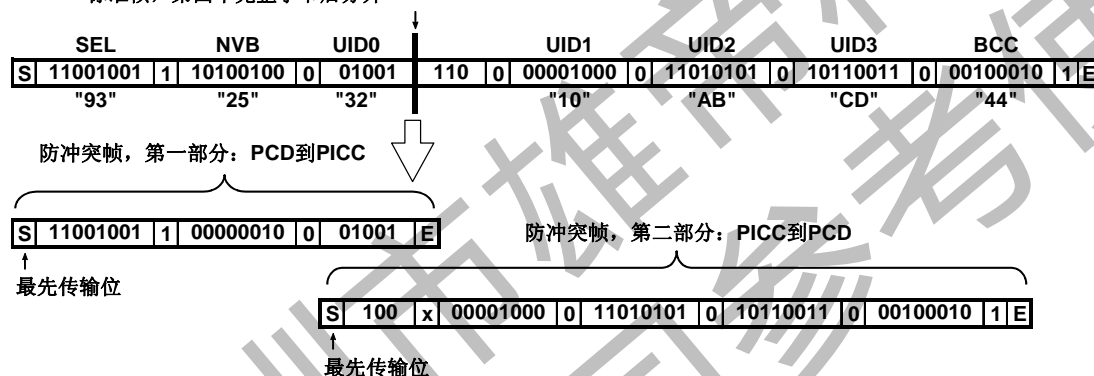 SEL NVB UID0 UID1 UID2 UID3 BCC
S 11001001 1 10100100 0 01001 110 0 00001000 0 11010101 0 10110011 0 00100010 1 E
"93" "25" "32" "10" "AB" "CD" "44"
防冲突帧，第一部分：PCD到PICC
S 11001001 1 00000010 0 01001 E
最先传输位
防冲突帧，第二部分：PICC到PCD
S 100 x 00001000 0 11010101 0 10110011 0 00100010 1 E
最先传输位